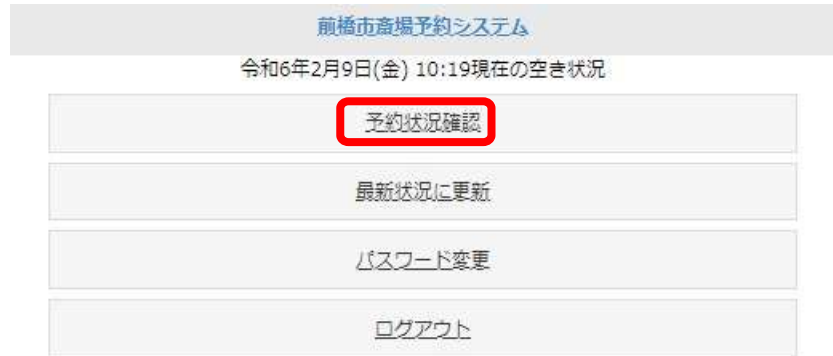 前橋市斎場予約システム
令和6年2月9日(金) 10:19現在の空き状況
予約状況確認
最新状況に更新
パスワード変更
ログアウト